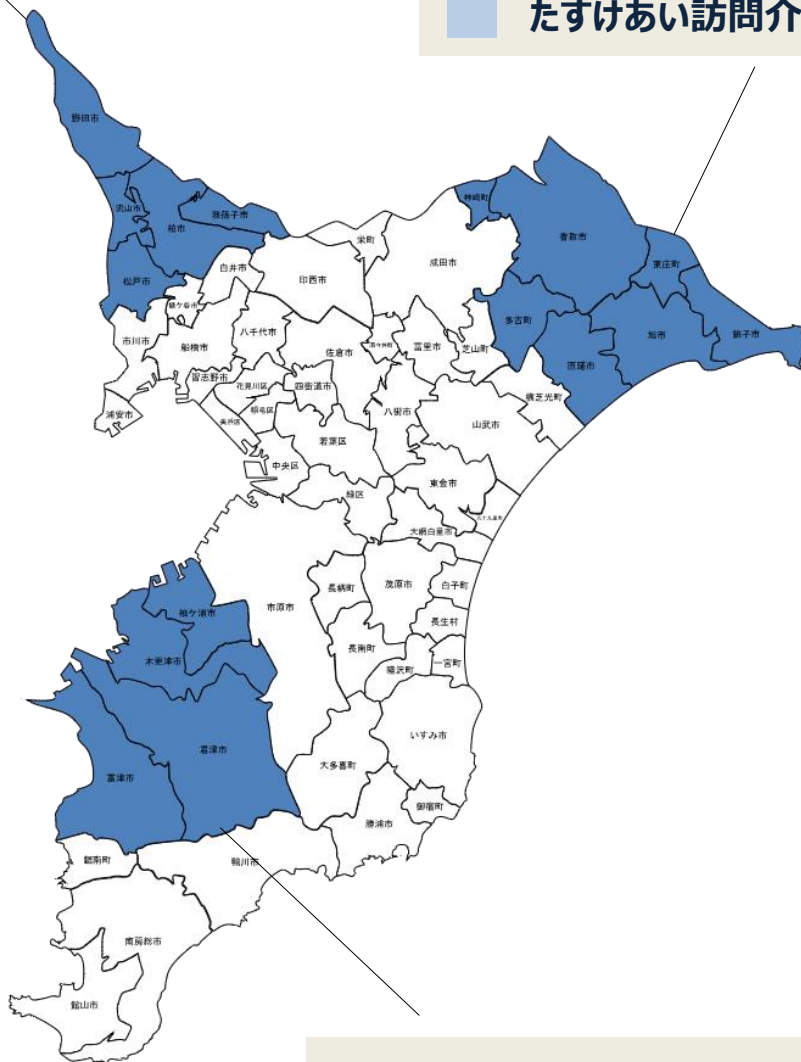 たすけあい訪問介
野田市
流山市
柏市
我孫子市
松戸市
神崎町
香取市
東庄町
多古町
匝瑳市
旭市
銚子市
栄町
成田市
白井市
印西市
鎌ケ谷市
市川市
船橋市
八千代市
佐倉市
酒々井町
富里市
芝山町
習志野市
花見川区
四街道市
横芝光町
浦安市
美浜区
稲毛区
若葉区
八街市
山武市
中央区
緑区
東金市
九十九里町
大網白里市
市原市
長柄町
茂原市
白子町
袖ケ浦市
長生村
木更津市
長南町
睦沢町
一宮町
君津市
富津市
いすみ市
大多喜町
御宿町
勝浦市
鋸南町
鴨川市
南房総市
館山市